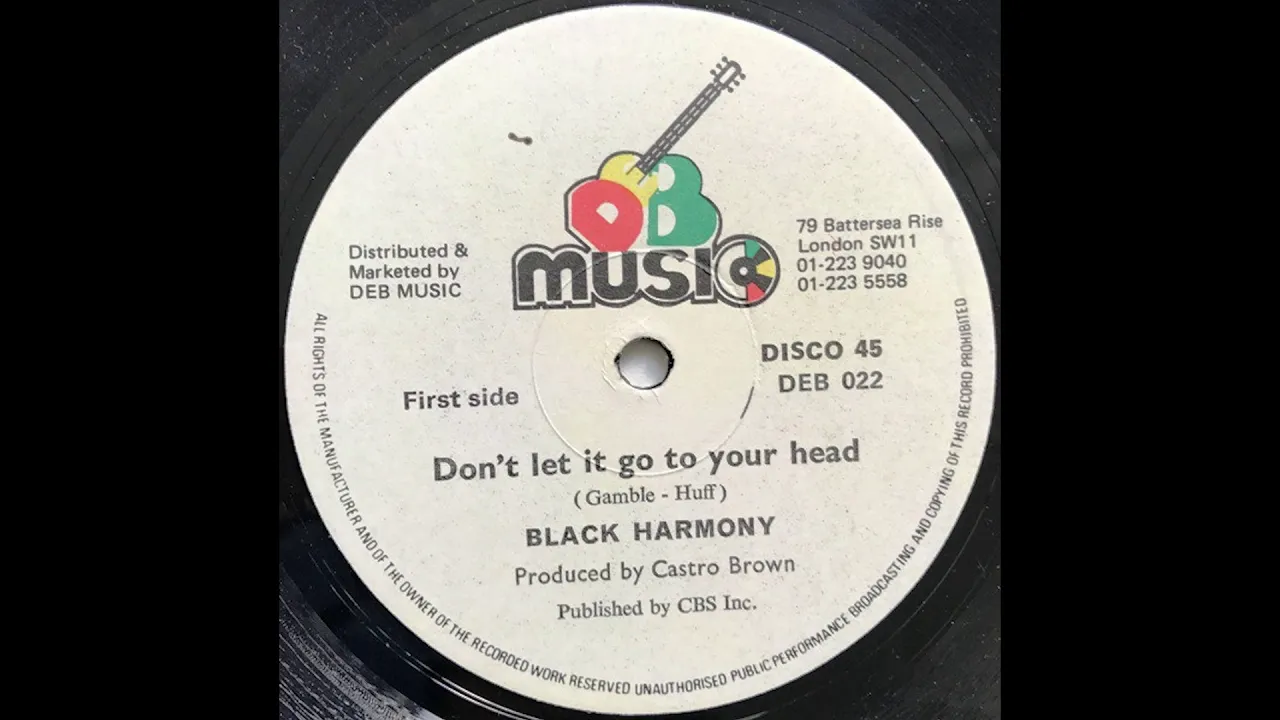 DEB
MUSIC
Distributed &
Marketed by
DEB MUSIC
79 Battersea Rise
London SW11
01-223 9040
01-223 5558
DISCO 45
DEB 022
First side
Don't let it go to your head
(Gamble - Huff)
BLACK HARMONY
Produced by Castro Brown
Published by CBS Inc.
ALL RIGHTS OF THE MANUFACTURER AND OF THE OWNER OF THE RECORDED WORK RESERVED UNAUTHORISED PUBLIC PERFORMANCE BROADCASTING AND COPYING OF THIS RECORD PROHIBITED